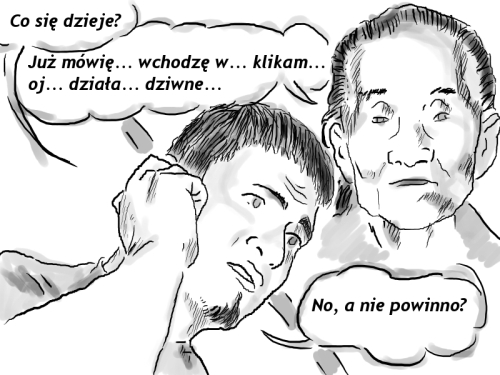 Co się dzieje?
Już mówię... wchodzę w... klikam...
oj... działa... dziwne...
No, a nie powinno?